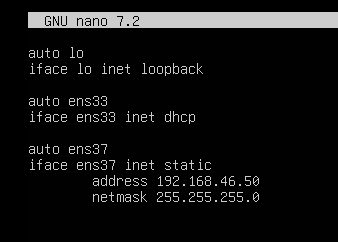 GNU nano 7.2
auto lo
iface lo inet loopback
auto ens33
iface ens33 inet dhcp
auto ens37
iface ens37 inet static
address 192.168.46.50
netmask 255.255.255.0